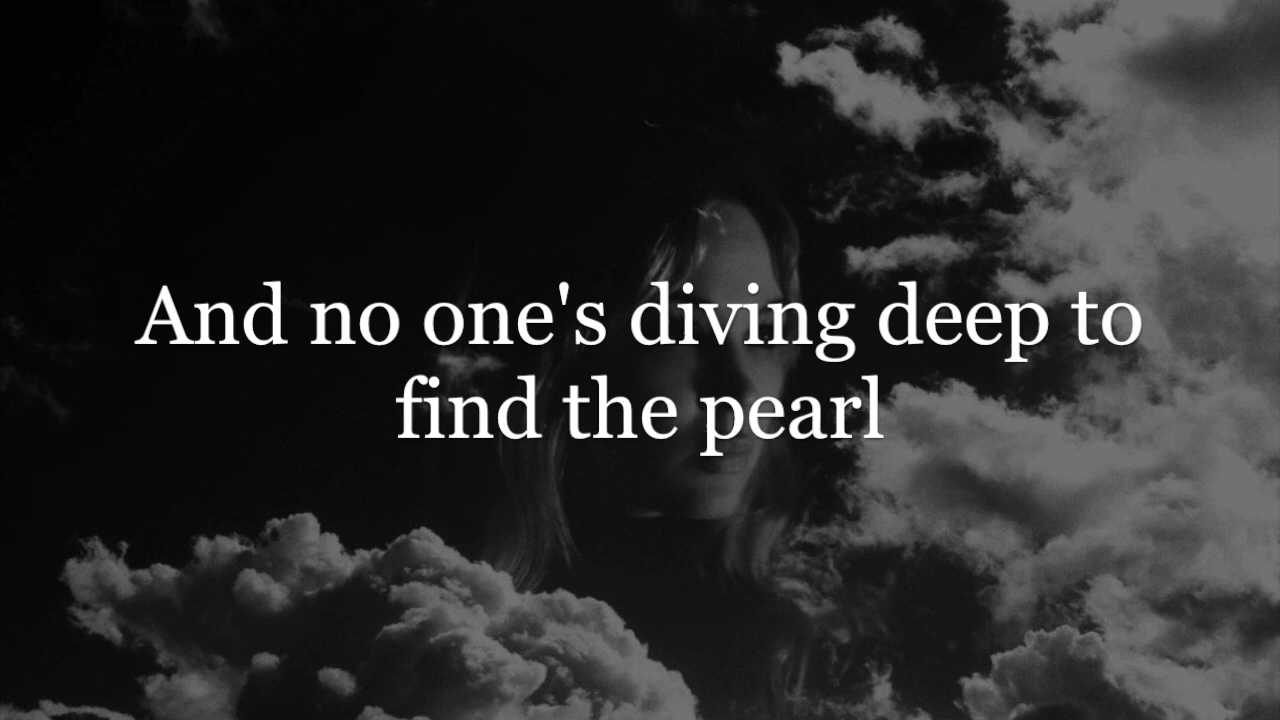 And no one's diving deep to
find the pearl